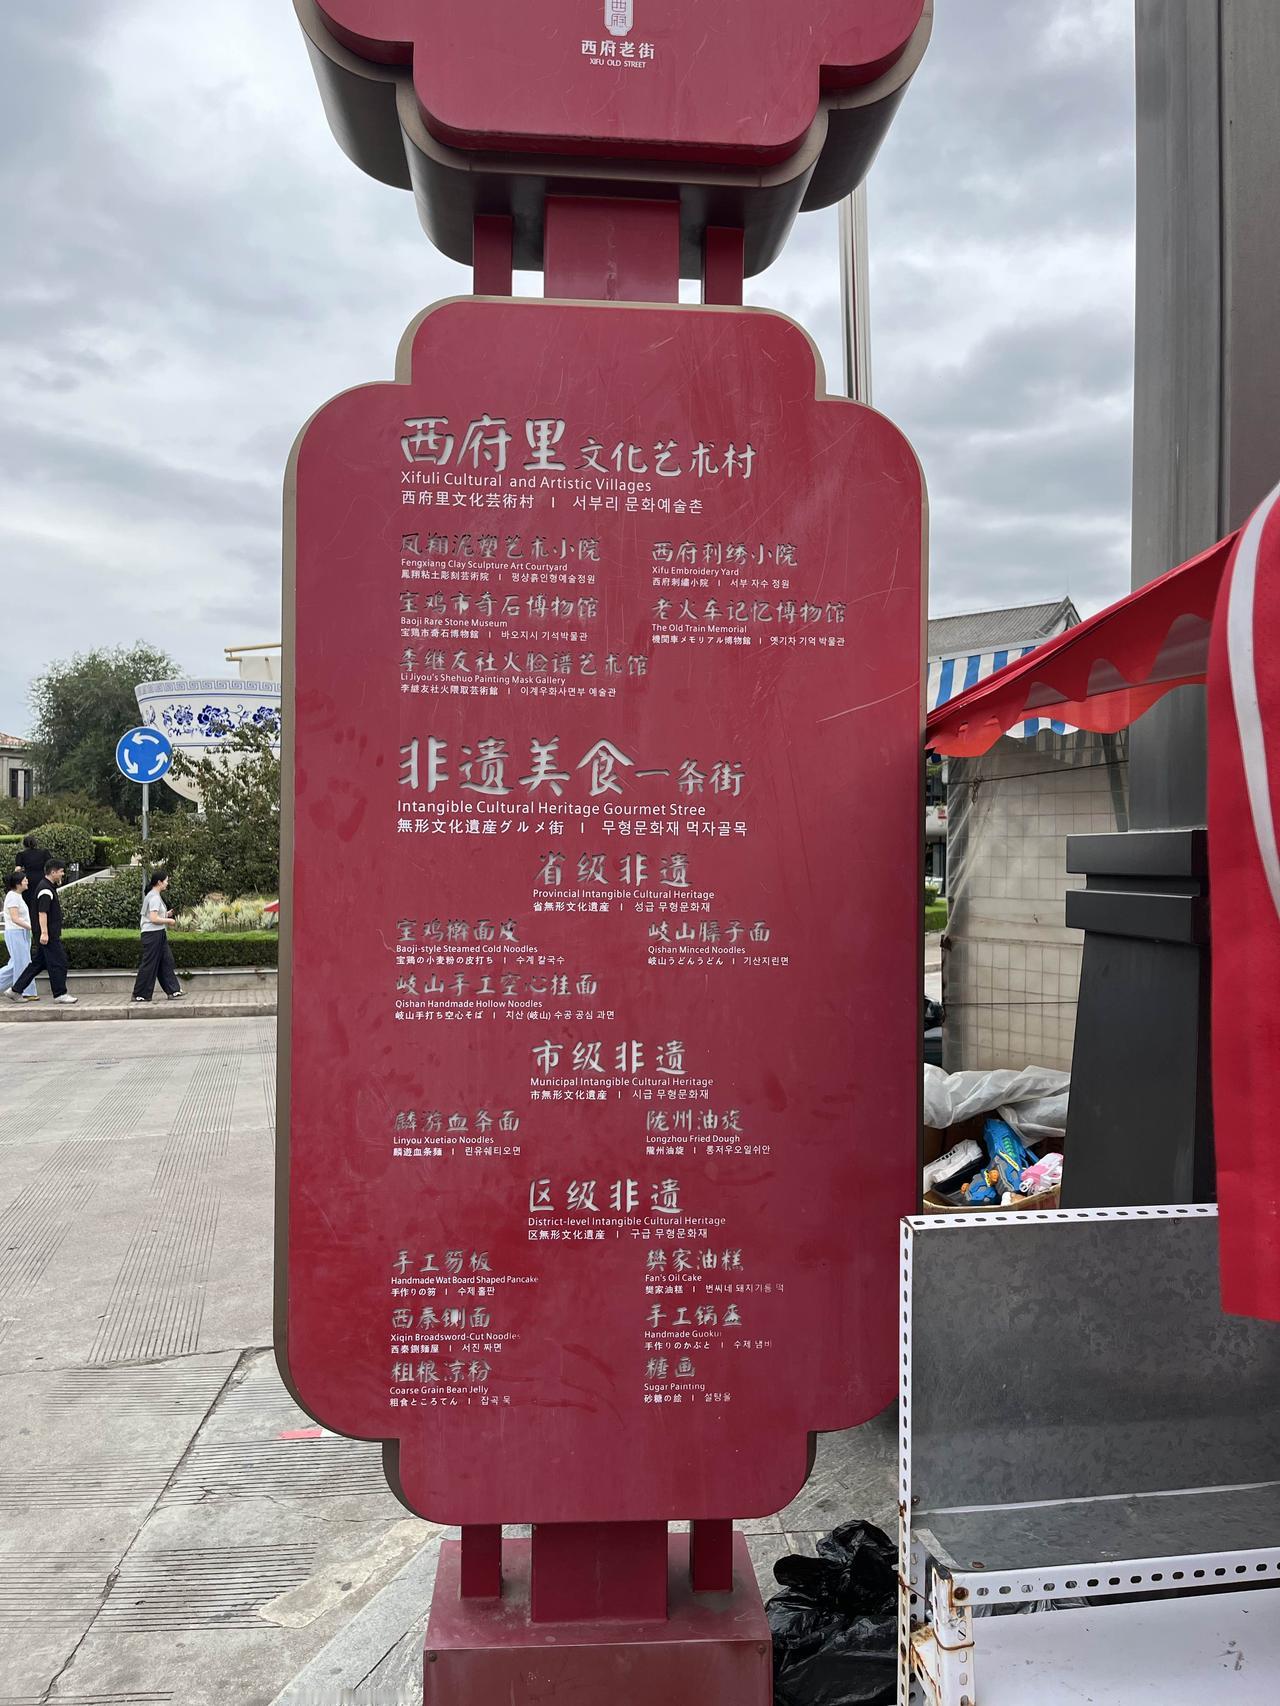 西府
西府老街
XIFU OLD STREET
西府里文化艺术村
Xifuli Cultural and Artistic Villages
西府里文化芸術村 | 서부리 문화예술촌
凤翔泥塑艺术小院
Fengxiang Clay Sculpture Art Courtyard
鳳翔粘土彫刻芸術院 | 펑샹흙인형예술정원
西府刺绣小院
Xifu Embroidery Yard
西府刺繡小院 | 서부 자수 정원
宝鸡市奇石博物馆
Baoji Rare Stone Museum
宝鶏市奇石博物館 | 바오지시 기석박물관
老火车记忆博物馆
The Old Train Memorial
機関車メモリアル博物館 | 옛기차 기억 박물관
李继友社火脸谱艺术馆
Li Jiyou's Shehuo Painting Mask Gallery
李継友社火隈取芸術館 | 이계우화사면부 예술관
非遗美食一条街
Intangible Cultural Heritage Gourmet Stree
無形文化遺産グルメ街 | 무형문화재 먹자골목
省级非遗
Provincial Intangible Cultural Heritage
省無形文化遺産 | 성급 무형문화재
宝鸡擀面皮
Baoji-style Steamed Cold Noodles
宝鶏の小麦粉の皮打ち | 수계 칼국수
岐山臊子面
Qishan Minced Noodles
岐山うどんうどん | 기산지린면
岐山手工空心挂面
Qishan Handmade Hollow Noodles
岐山手打ち空心そば | 치산 (岐山) 수공 공심 과면
市级非遗
Municipal Intangible Cultural Heritage
市無形文化遺産 | 시급 무형문화재
麟游血条面
Linyou Xuetiao Noodles
麟遊血条麺 | 린유쉐티오면
陇州油旋
Longzhou Fried Dough
隴州油旋 | 롱저우오일쉬안
区级非遗
District-level Intangible Cultural Heritage
区無形文化遺産 | 구급 무형문화재
手工笏板
Handmade Wat Board Shaped Pancake
手作りの笏 | 수제 홀판
樊家油糕
Fan's Oil Cake
樊家油糕 | 번씨네 돼지기름 떡
西秦铡面
Xiqin Broadsword-Cut Noodles
西秦鍘麺屋 | 서진 짜면
手工锅盔
Handmade Guokui
手作りのかぶと | 수제 냄비
粗粮凉粉
Coarse Grain Bean Jelly
粗食ところてん | 잡곡 묵
糖画
Sugar Painting
砂糖の絵 | 설탕을